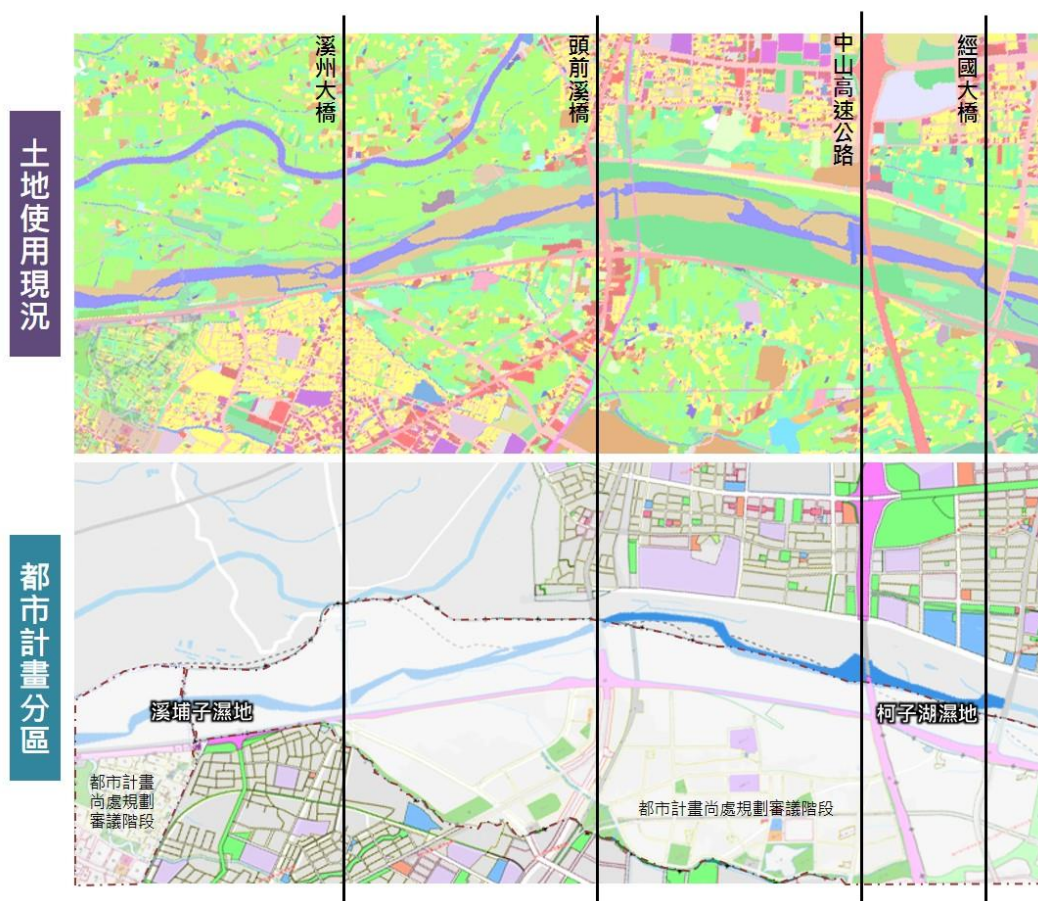 土地使用現況
溪州大橋
頭前溪橋
中山高速公路
經國大橋
都市計畫分區
溪埔子濕地
柯子湖濕地
都市計畫
尚處規劃
審議階段
都市計畫尚處規劃審議階段